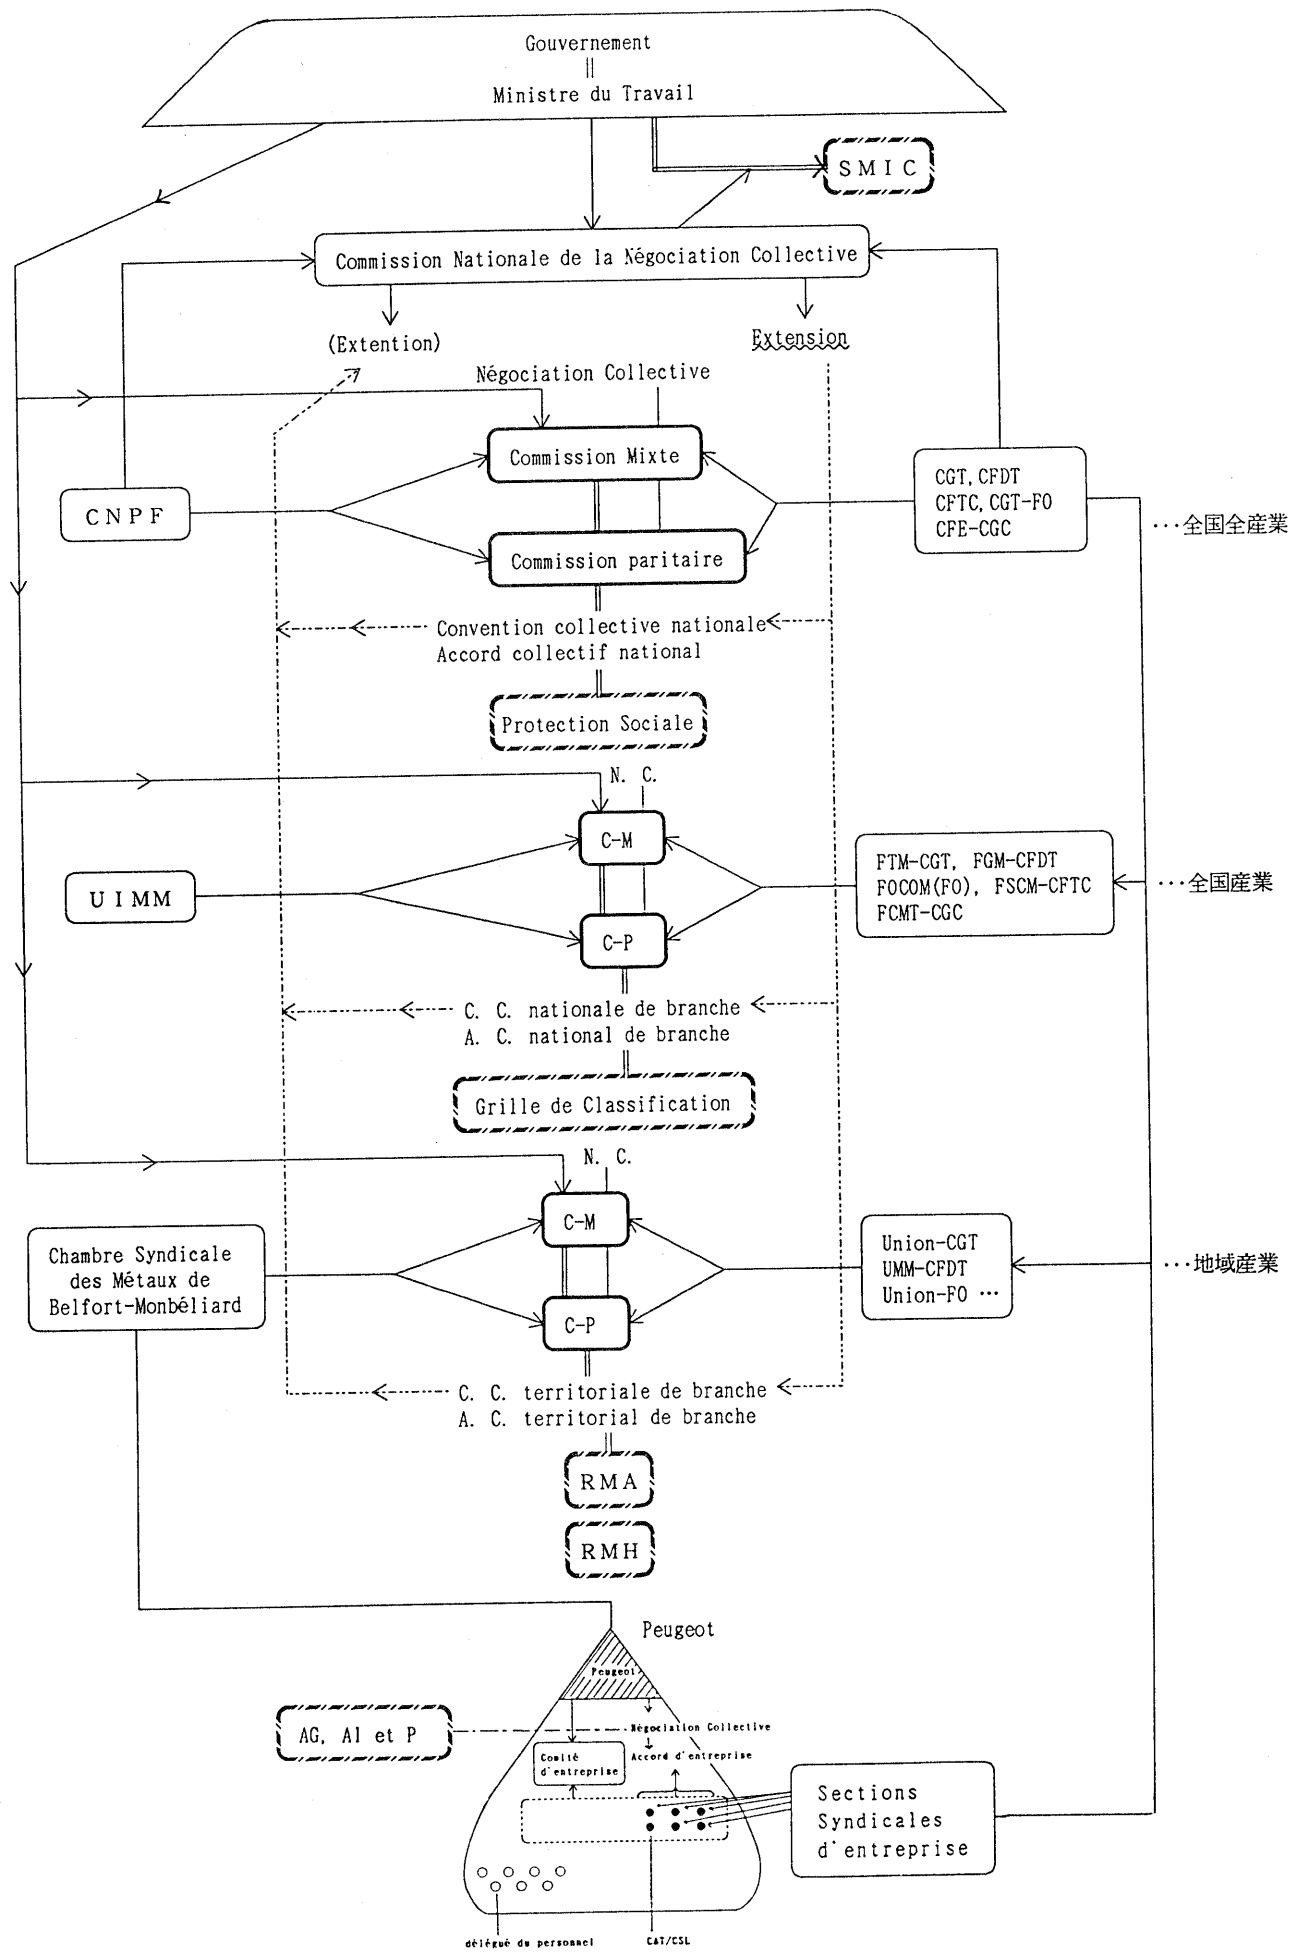 Gouvernement
Ministre du Travail
SMIC
Commission Nationale de la Négociation Collective
(Extention)
Extension
Négociation Collective
Commission Mixte
CNPF
CGT, CFDT
CFTC, CGT-FO
CFE-CGC
…全国全産業
Commission paritaire
Convention collective nationale
Accord collectif national
Protection Sociale
N. C.
C-M
UIMM
FTM-CGT, FGM-CFDT
FOCOM(FO), FSCM-CFTC
FCMT-CGC
…全国産業
C-P
C. C. nationale de branche
A. C. national de branche
Grille de Classification
N. C.
C-M
Chambre Syndicale
des Métaux de
Belfort-Monbéliard
Union-CGT
UMM-CFDT
Union-FO …
…地域産業
C-P
C. C. territoriale de branche
A. C. territorial de branche
RMA
RMH
Peugeot
Peugeot
AG, AI et P
Négociation Collective
Comité
d'entreprise
Accord d'entreprise
Sections
Syndicales
d'entreprise
délégué du personnel
CAT/CSL